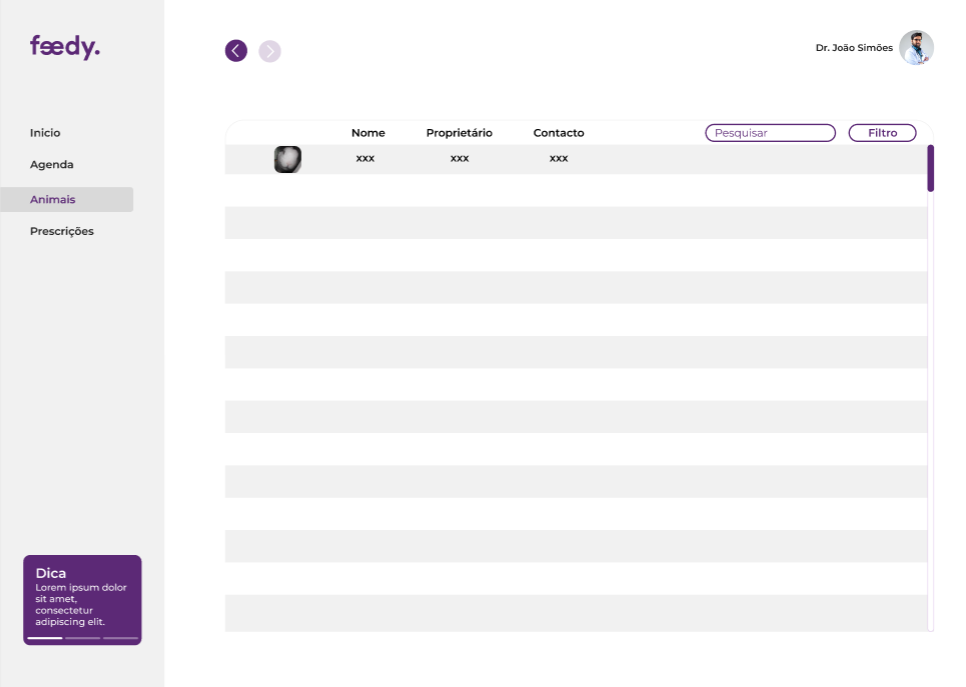 feedy.
Dr. João Simões
Inicio
Agenda
Animais
Prescrições
Nome Proprietário Contacto Pesquisar Filtro
xxx xxx xxx
Dica
Lorem ipsum dolor
sit amet,
consectetur
adipiscing elit.